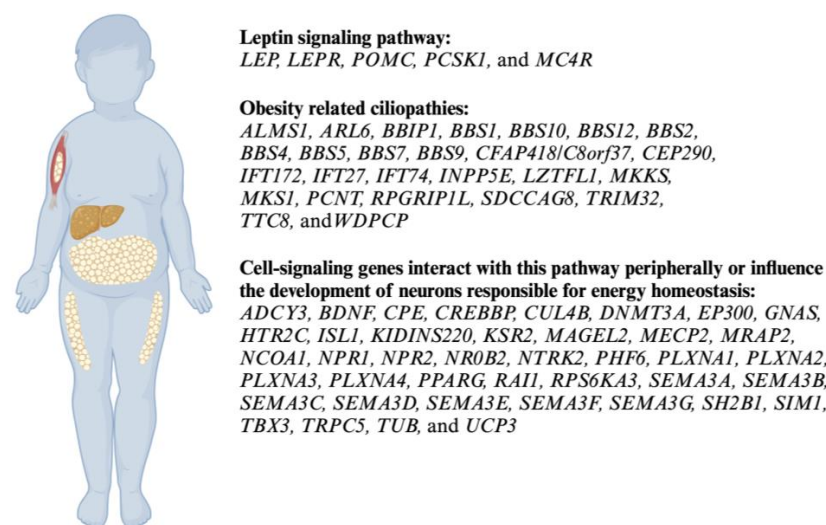 Leptin signaling pathway:
LEP, LEPR, POMC, PCSK1, and MC4R
Obesity related ciliopathies:
ALMS1, ARL6, BBIP1, BBS1, BBS10, BBS12, BBS2,
BBS4, BBS5, BBS7, BBS9, CFAP418/C8orf37, CEP290,
IFT172, IFT27, IFT74, INPP5E, LZTFL1, MKKS,
MKS1, PCNT, RPGRIP1L, SDCCAG8, TRIM32,
TTC8, andWDPCP
Cell-signaling genes interact with this pathway peripherally or influence
the development of neurons responsible for energy homeostasis:
ADCY3, BDNF, CPE, CREBBP, CUL4B, DNMT3A, EP300, GNAS,
HTR2C, ISL1, KIDINS220, KSR2, MAGEL2, MECP2, MRAP2,
NCOA1, NPR1, NPR2, NR0B2, NTRK2, PHF6, PLXNA1, PLXNA2,
PLXNA3, PLXNA4, PPARG, RAI1, RPS6KA3, SEMA3A, SEMA3B,
SEMA3C, SEMA3D, SEMA3E, SEMA3F, SEMA3G, SH2B1, SIM1,
TBX3, TRPC5, TUB, and UCP3